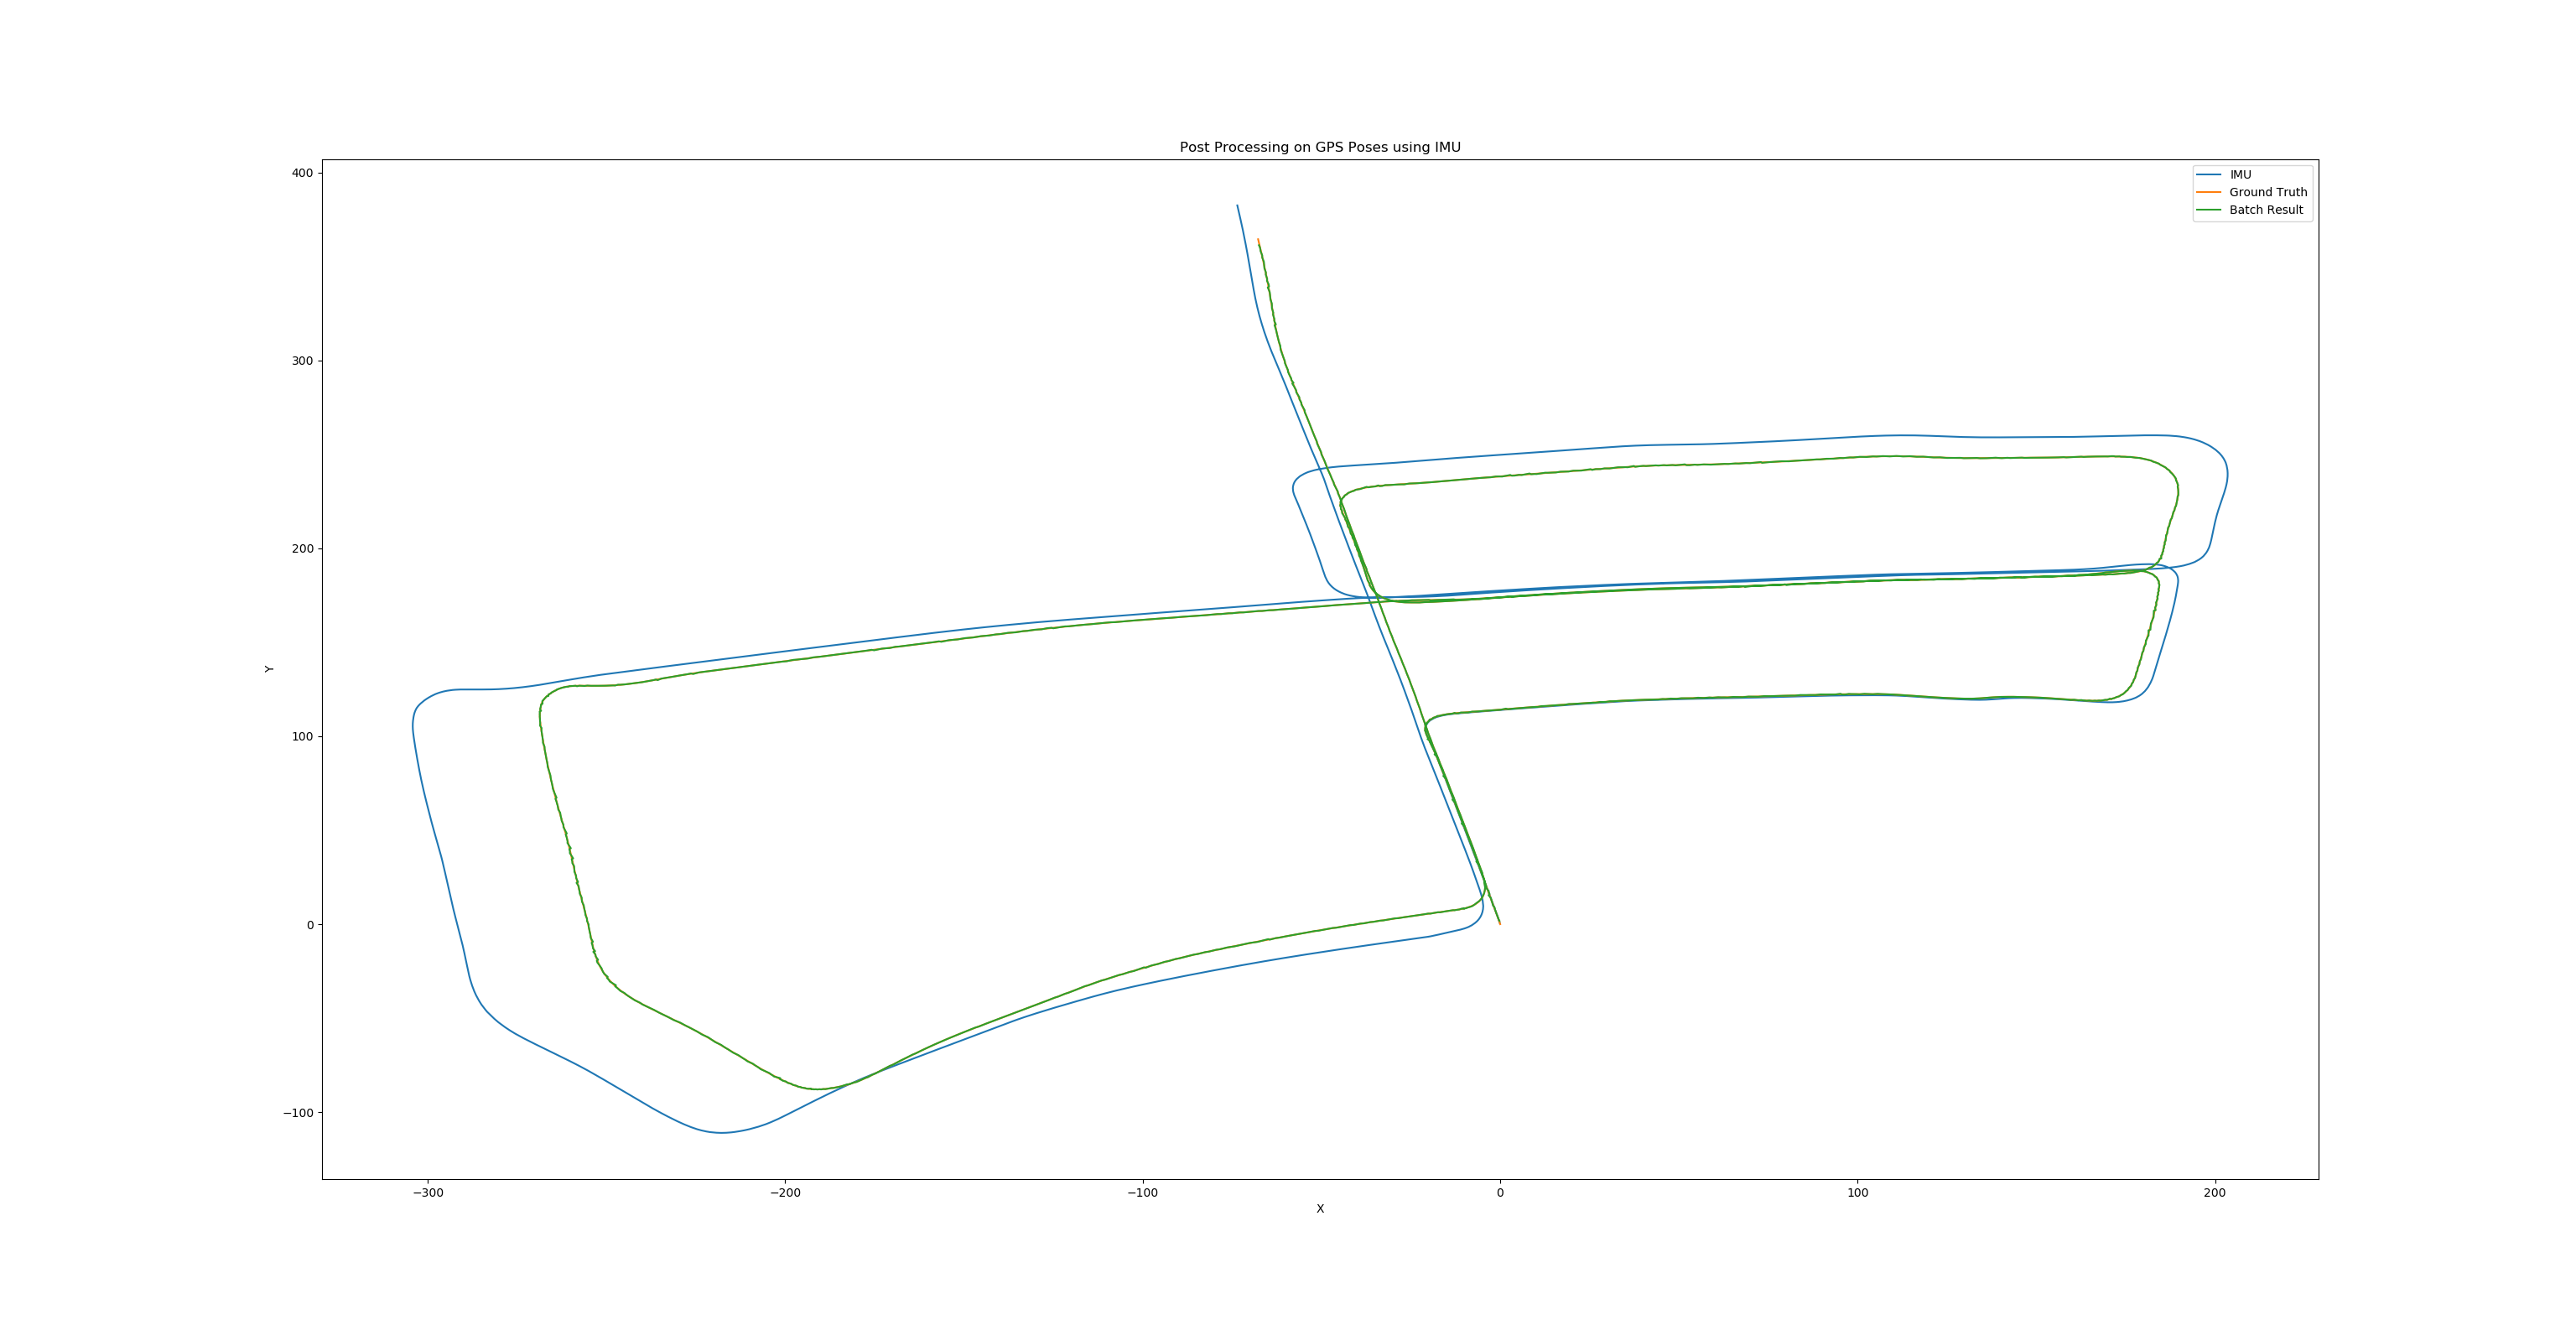 Post Processing on GPS Poses using IMU
IMU
Ground Truth
Batch Result
400
300
200
100
0
−100
Y
−300
−200
−100
0
100
200
X